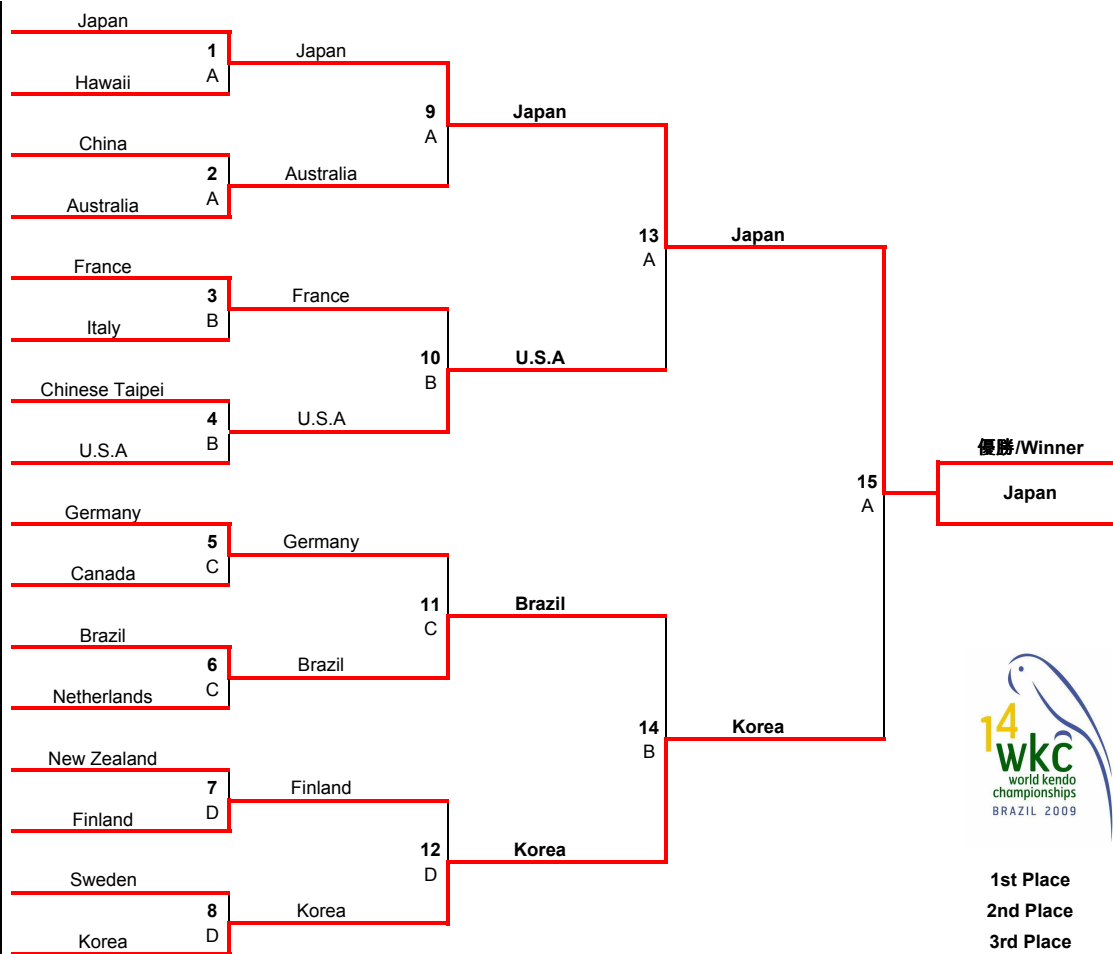 Japan
1
A
Japan
Hawaii
9
A
Japan
China
2
A
Australia
Australia
13
A
Japan
France
3
B
France
Italy
10
B
U.S.A
Chinese Taipei
4
B
U.S.A
U.S.A
15
A
優勝/Winner
Japan
Germany
5
C
Germany
Canada
11
C
Brazil
Brazil
6
C
Brazil
Netherlands
14
B
Korea
New Zealand
7
D
Finland
Finland
12
D
Korea
Sweden
8
D
Korea
Korea
14
wkc
world kendo
championships
BRAZIL 2009
1st Place
2nd Place
3rd Place